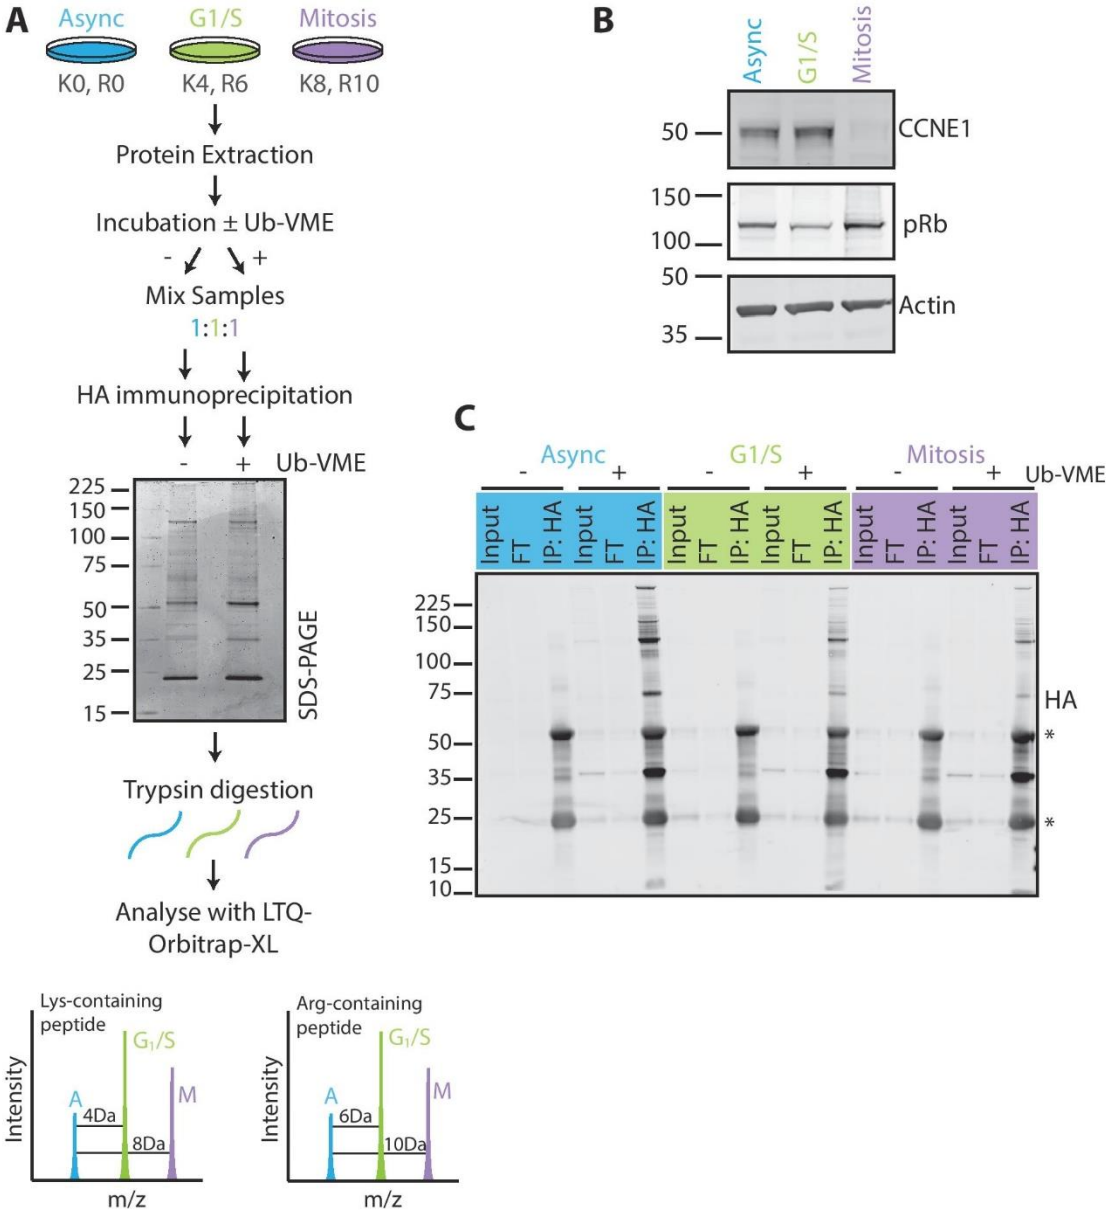 A
Async
G1/S
Mitosis
K0, R0
K4, R6
K8, R10
Protein Extraction
Incubation ± Ub-VME
-
+
Mix Samples
1:1:1
HA immunoprecipitation
-
+
Ub-VME
225
150
100
75
50
35
25
15
SDS-PAGE
Trypsin digestion
Analyse with LTQ-
Orbitrap-XL
Lys-containing
peptide
Intensity
A
G₁/S
M
4Da
8Da
m/z
Arg-containing
peptide
Intensity
A
G₁/S
M
6Da
10Da
m/z
B
Async
G1/S
Mitosis
50
CCNE1
150
100
pRb
50
35
Actin
C
Async
G1/S
Mitosis
-
+
-
+
-
+
Ub-VME
Input
FT
IP: HA
Input
FT
IP: HA
Input
FT
IP: HA
Input
FT
IP: HA
Input
FT
IP: HA
Input
FT
IP: HA
225
150
100
75
50
35
25
15
10
HA
*
*